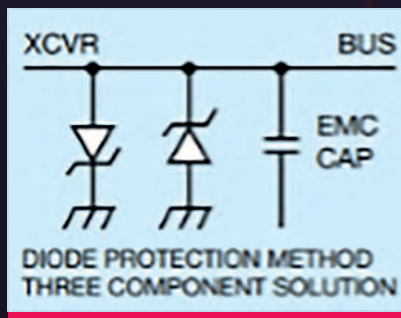 XCVR BUS
EMC
CAP
DIODE PROTECTION METHOD
THREE COMPONENT SOLUTION